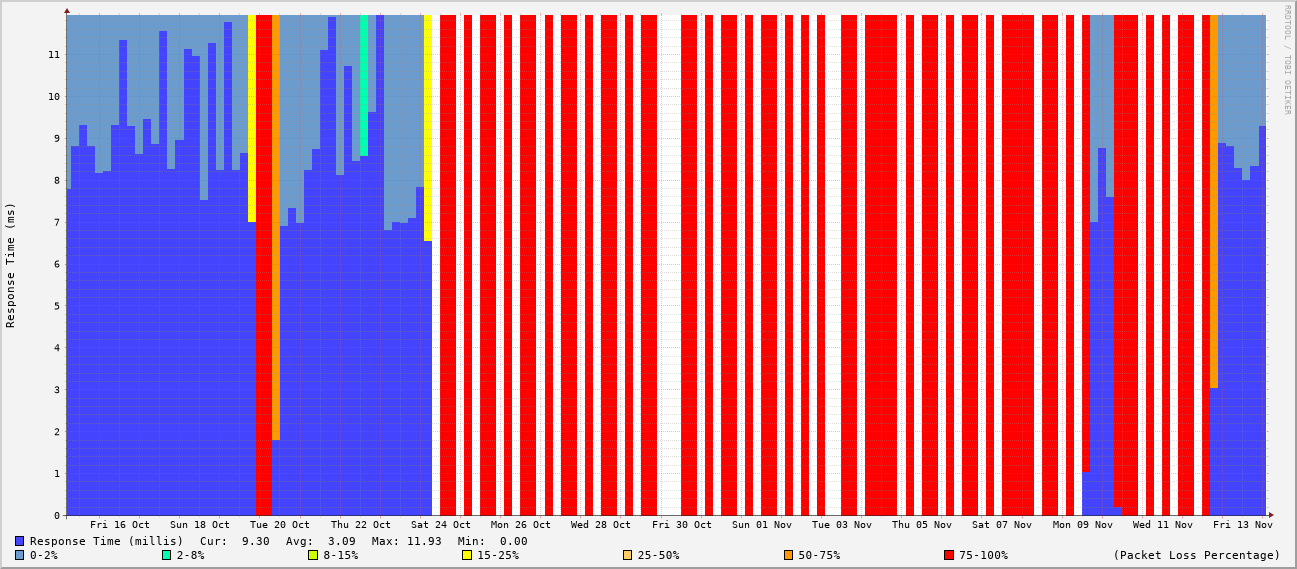 RRDTOOL / TOBI OETIKER
Response Time (ms)
11
10
9
8
7
6
5
4
3
2
1
0
Fri 16 Oct Sun 18 Oct Tue 20 Oct Thu 22 Oct Sat 24 Oct Mon 26 Oct Wed 28 Oct Fri 30 Oct Sun 01 Nov Tue 03 Nov Thu 05 Nov Sat 07 Nov Mon 09 Nov Wed 11 Nov Fri 13 Nov
Response Time (millis) Cur: 9.30 Avg: 3.09 Max: 11.93 Min: 0.00
0-2% 2-8% 8-15% 15-25% 25-50% 50-75% 75-100% (Packet Loss Percentage)